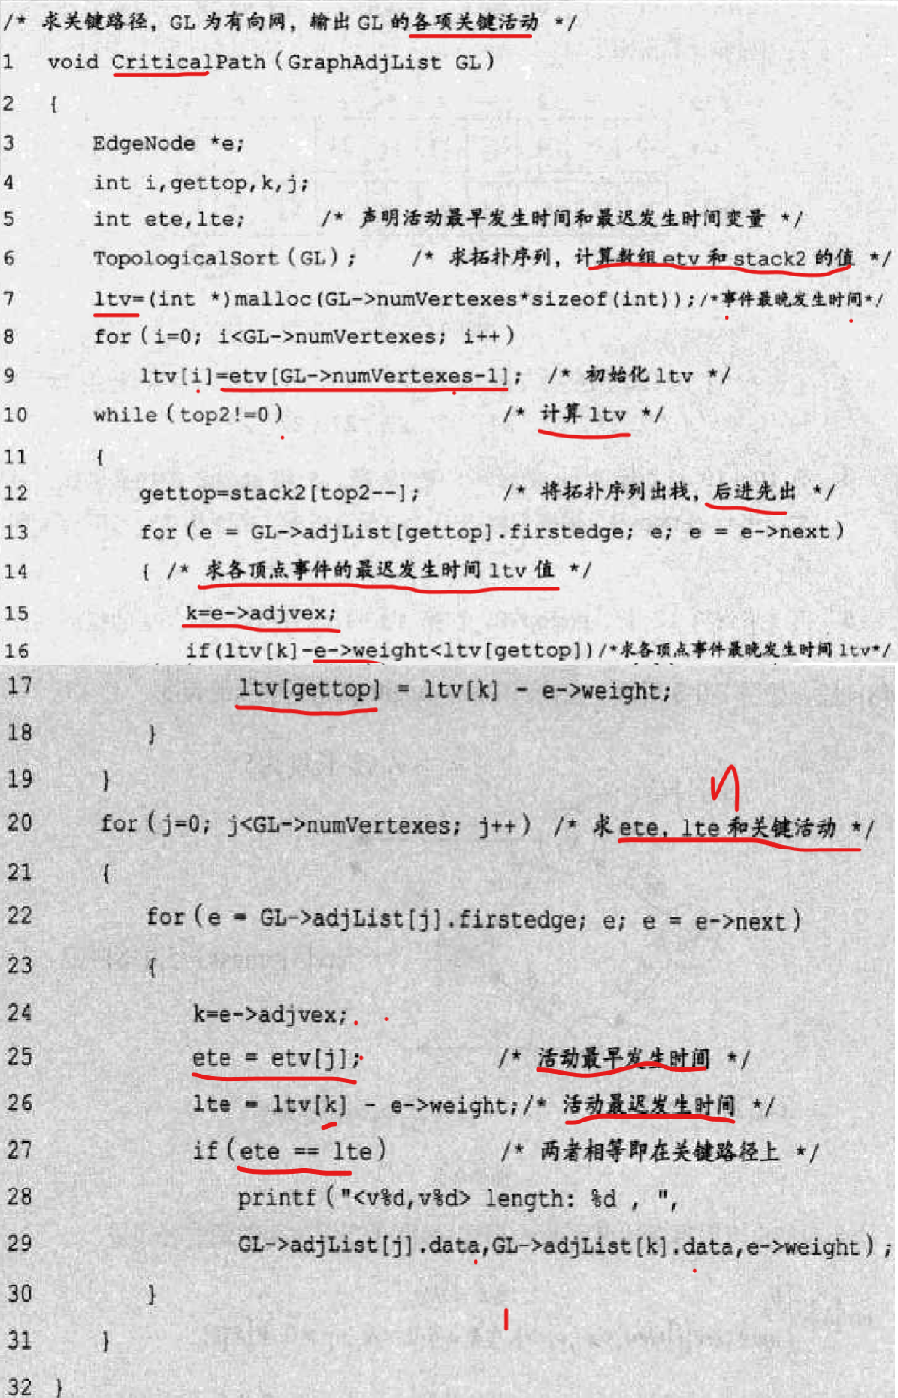 /* 求关键路径, GL 为有向网, 输出 GL 的各项关键活动 */
1 void CriticalPath (GraphAdjList GL)
2 {
3 EdgeNode *e;
4 int i,gettop,k,j;
5 int ete,lte; /* 声明活动最早发生时间和最迟发生时间变量 */
6 TopologicalSort (GL); /* 求拓扑序列, 计算数组 etv 和 stack2 的值 */
7 ltv=(int *)malloc(GL->numVertexes*sizeof(int));/*事件最晚发生时间*/
8 for(i=0; i<GL->numVertexes; i++)
9 ltv[i]=etv[GL->numVertexes-1]; /* 初始化 ltv */
10 while(top2!=0) /* 计算 ltv */
11 {
12 gettop=stack2[top2--]; /* 将拓扑序列出栈, 后进先出 */
13 for(e = GL->adjList[gettop].firstedge; e; e = e->next)
14 { /* 求各顶点事件的最迟发生时间 ltv 值 */
15 k=e->adjvex;
16 if(ltv[k]-e->weight<ltv[gettop])/*求各顶点事件最晚发生时间 ltv*/
17 ltv[gettop] = ltv[k] - e->weight;
18 }
19 }
20 for(j=0; j<GL->numVertexes; j++) /* 求 ete, lte 和关键活动 */
21 {
22 for(e = GL->adjList[j].firstedge; e; e = e->next)
23 {
24 k=e->adjvex;
25 ete = etv[j]; /* 活动最早发生时间 */
26 lte = ltv[k] - e->weight;/* 活动最迟发生时间 */
27 if(ete == lte) /* 两者相等即在关键路径上 */
28 printf("<v%d,v%d> length: %d , ",
29 GL->adjList[j].data,GL->adjList[k].data,e->weight);
30 }
31 }
32 }